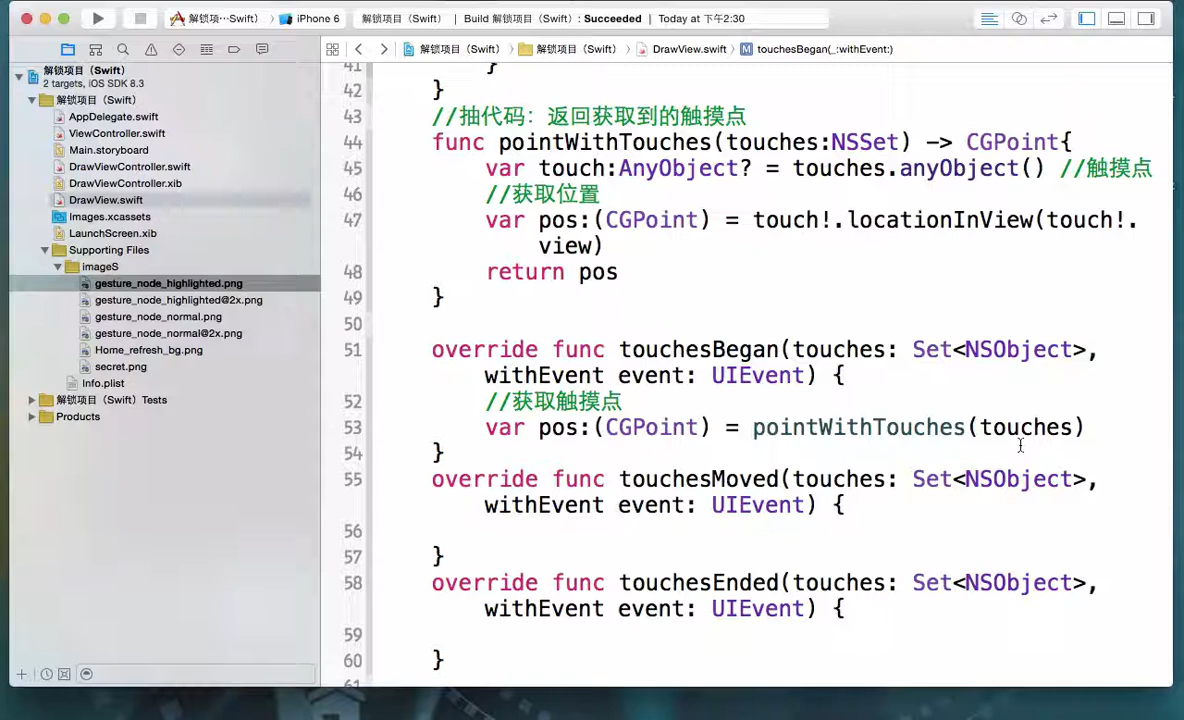 解锁项···Swift) 〉 iPhone 6
解锁项目（Swift） | Build 解锁项目（Swift）: Succeeded | Today at 下午2:30
解锁项目（Swift） 〉 解锁项目（Swift） 〉 DrawView.swift 〉 M touchesBegan(_:withEvent:)
解锁项目（Swift）
2 targets, iOS SDK 8.3
解锁项目（Swift）
AppDelegate.swift
ViewController.swift
Main.storyboard
DrawViewController.swift
DrawViewController.xib
DrawView.swift
Images.xcassets
LaunchScreen.xib
Supporting Files
imageS
gesture_node_highlighted.png
gesture_node_highlighted@2x.png
gesture_node_normal.png
gesture_node_normal@2x.png
Home_refresh_bg.png
secret.png
Info.plist
解锁项目（Swift）Tests
Products
41 }
42 }
43 //抽代码：返回获取到的触摸点
44 func pointWithTouches(touches:NSSet) -> CGPoint{
45 var touch:AnyObject? = touches.anyObject() //触摸点
46 //获取位置
47 var pos:(CGPoint) = touch!.locationInView(touch!.
view)
48 return pos
49 }
50
51 override func touchesBegan(touches: Set<NSObject>,
withEvent event: UIEvent) {
52 //获取触摸点
53 var pos:(CGPoint) = pointWithTouches(touches)
54 }
55 override func touchesMoved(touches: Set<NSObject>,
withEvent event: UIEvent) {
56
57 }
58 override func touchesEnded(touches: Set<NSObject>,
withEvent event: UIEvent) {
59
60 }
61